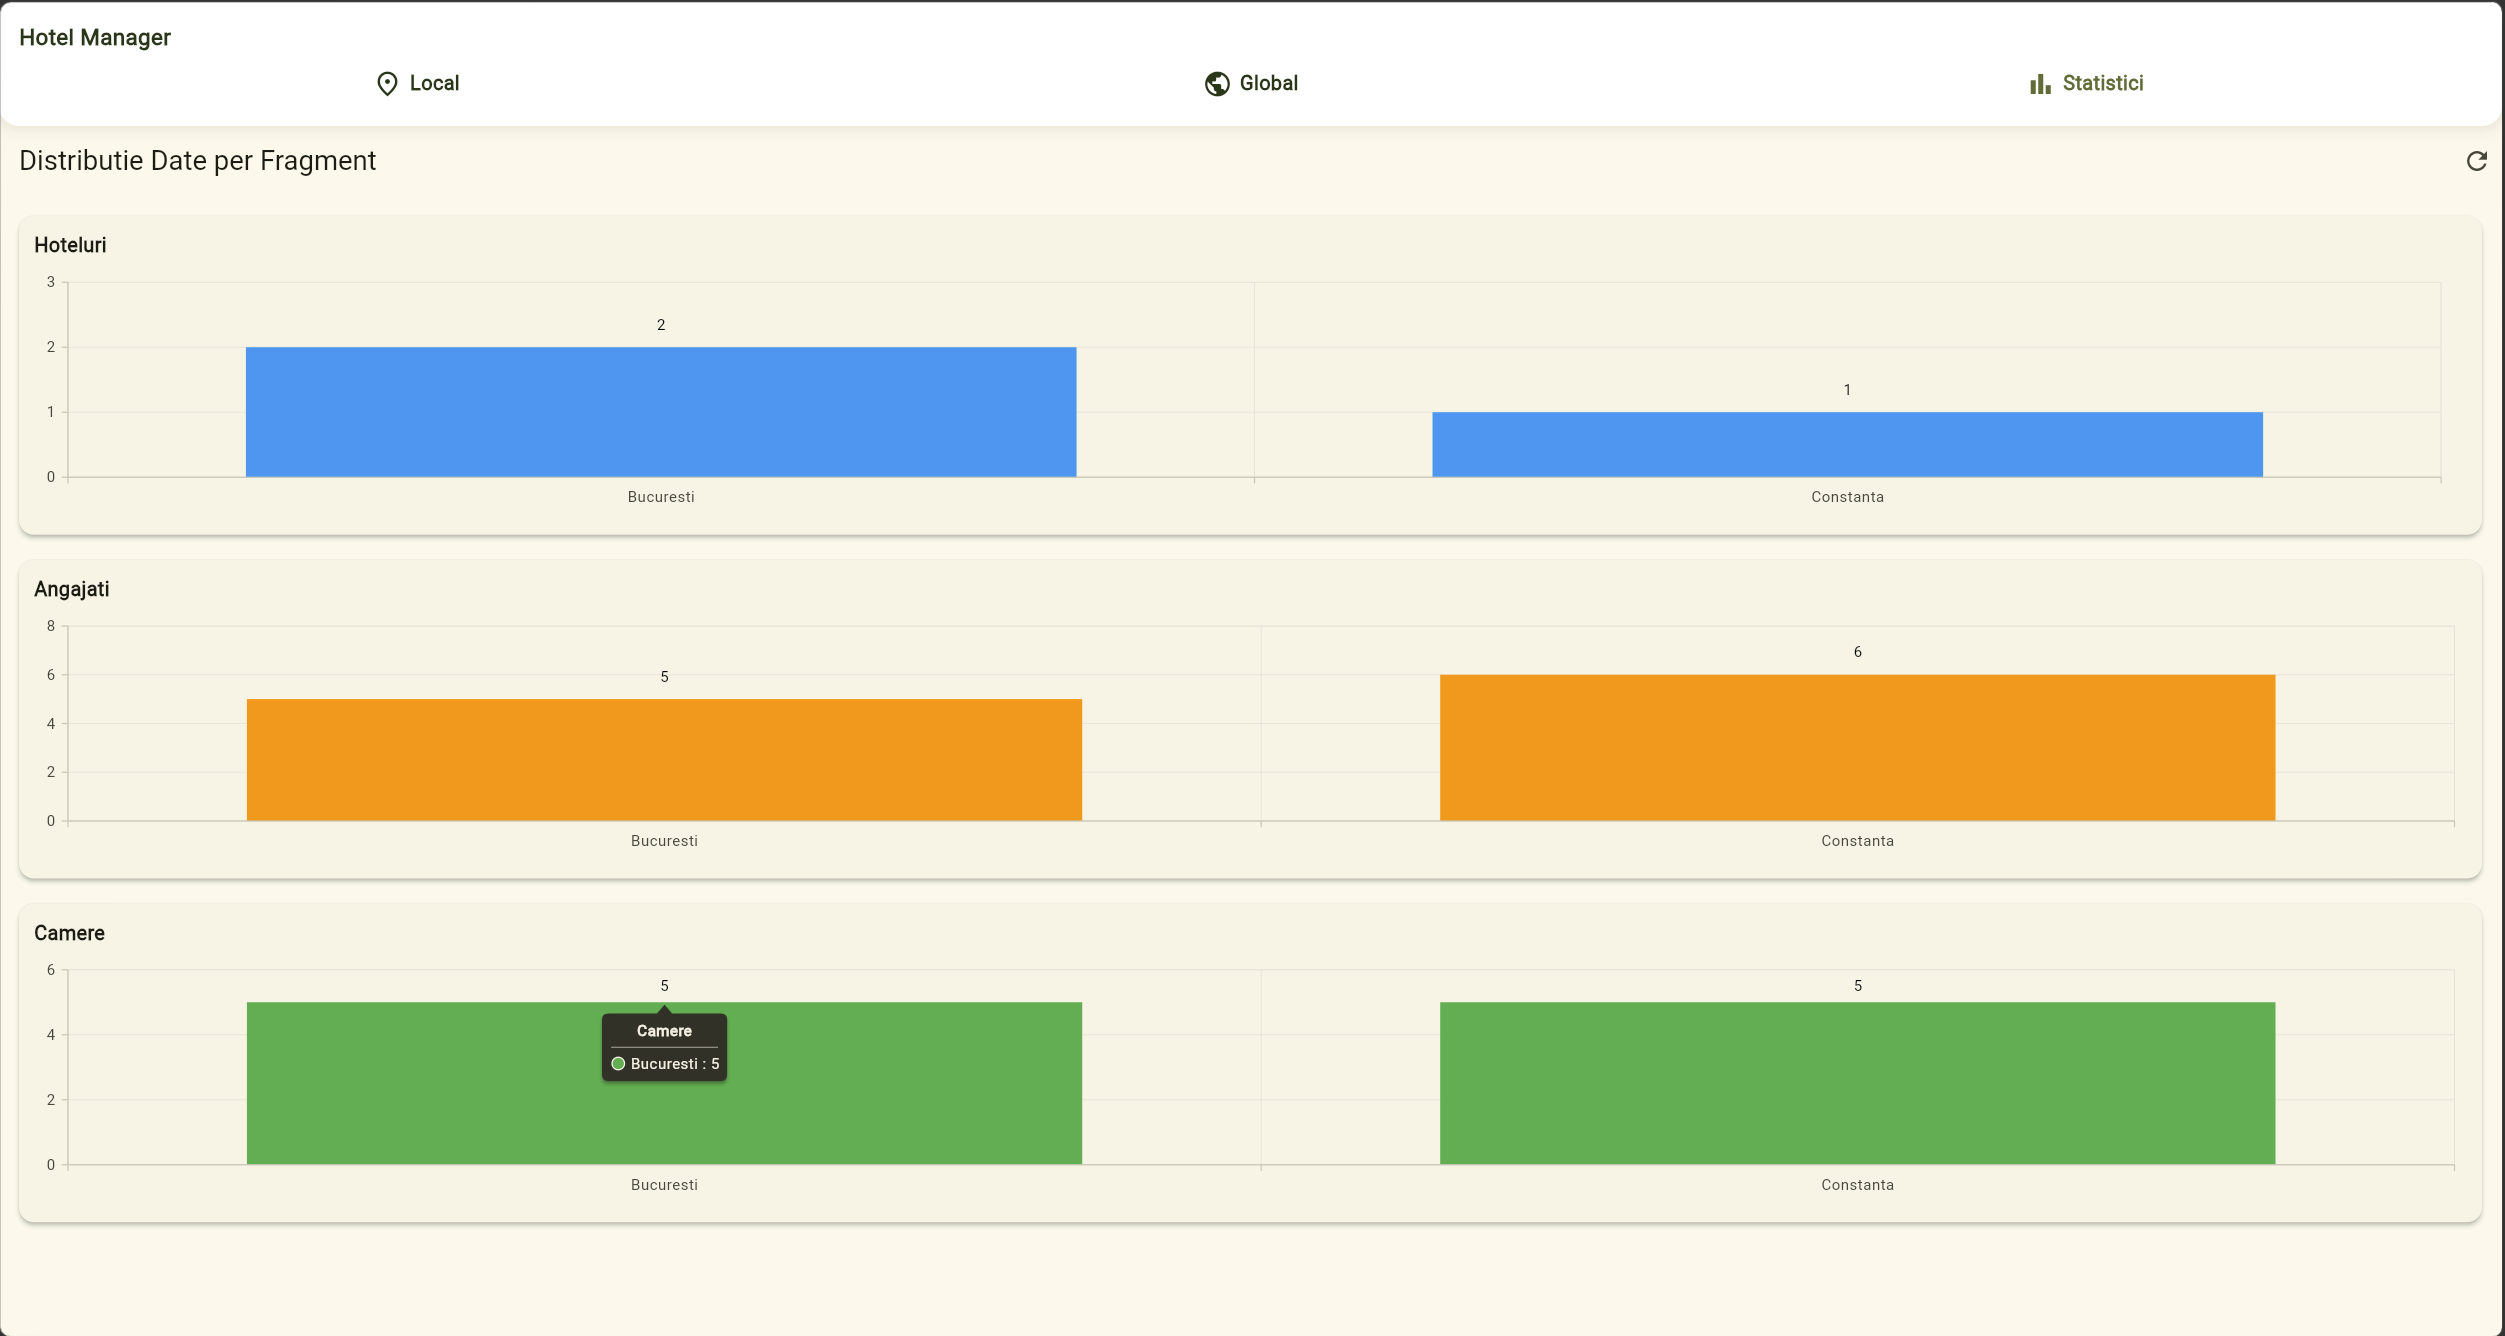 Hotel Manager
Local
Global
Statistici
Distributie Date per Fragment
Hoteluri
3
2
2
1
1
0
Bucuresti
Constanta
Angajati
8
6
6
5
4
2
0
Bucuresti
Constanta
Camere
6
5
5
Camere
4
Bucuresti : 5
2
0
Bucuresti
Constanta